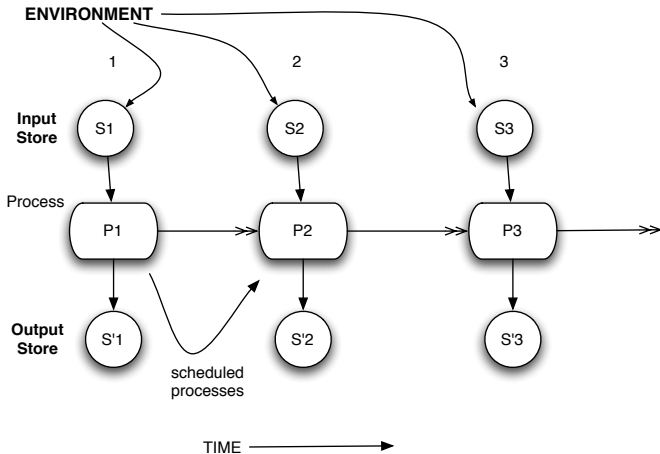 ENVIRONMENT
1
2
3
Input
Store
S1
S2
S3
Process
P1
P2
P3
Output
Store
S'1
S'2
S'3
scheduled
processes
TIME